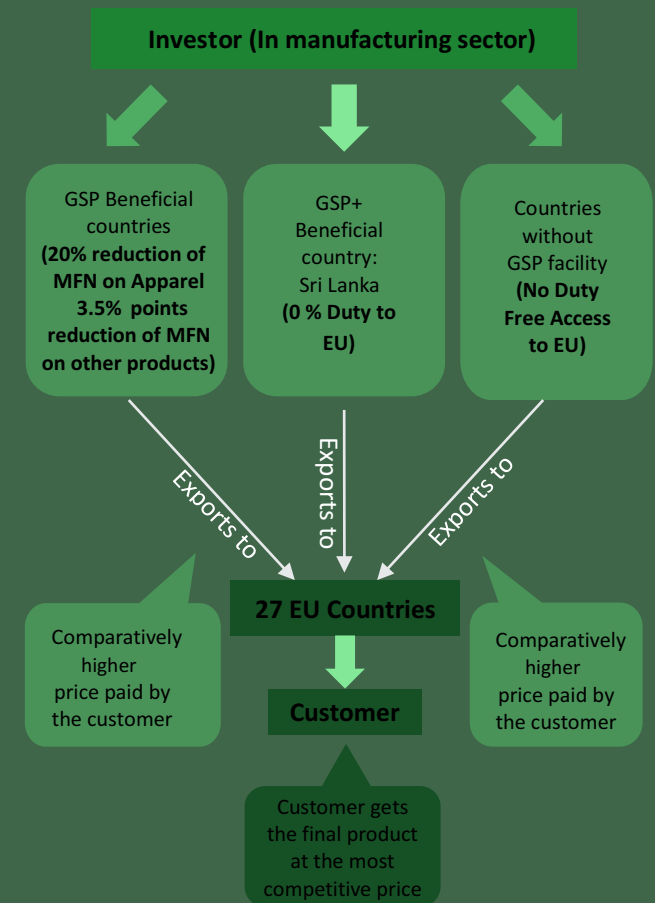 Investor (In manufacturing sector)
GSP Beneficial
countries
(20% reduction of
MFN on Apparel
3.5% points
reduction of MFN
on other products)
GSP+
Beneficial
country:
Sri Lanka
(0 % Duty to
EU)
Countries
without
GSP facility
(No Duty
Free Access
to EU)
Exports to
Exports to
Exports to
27 EU Countries
Comparatively
higher
price paid by
the customer
Comparatively
higher
price paid by
the customer
Customer
Customer gets
the final product
at the most
competitive price